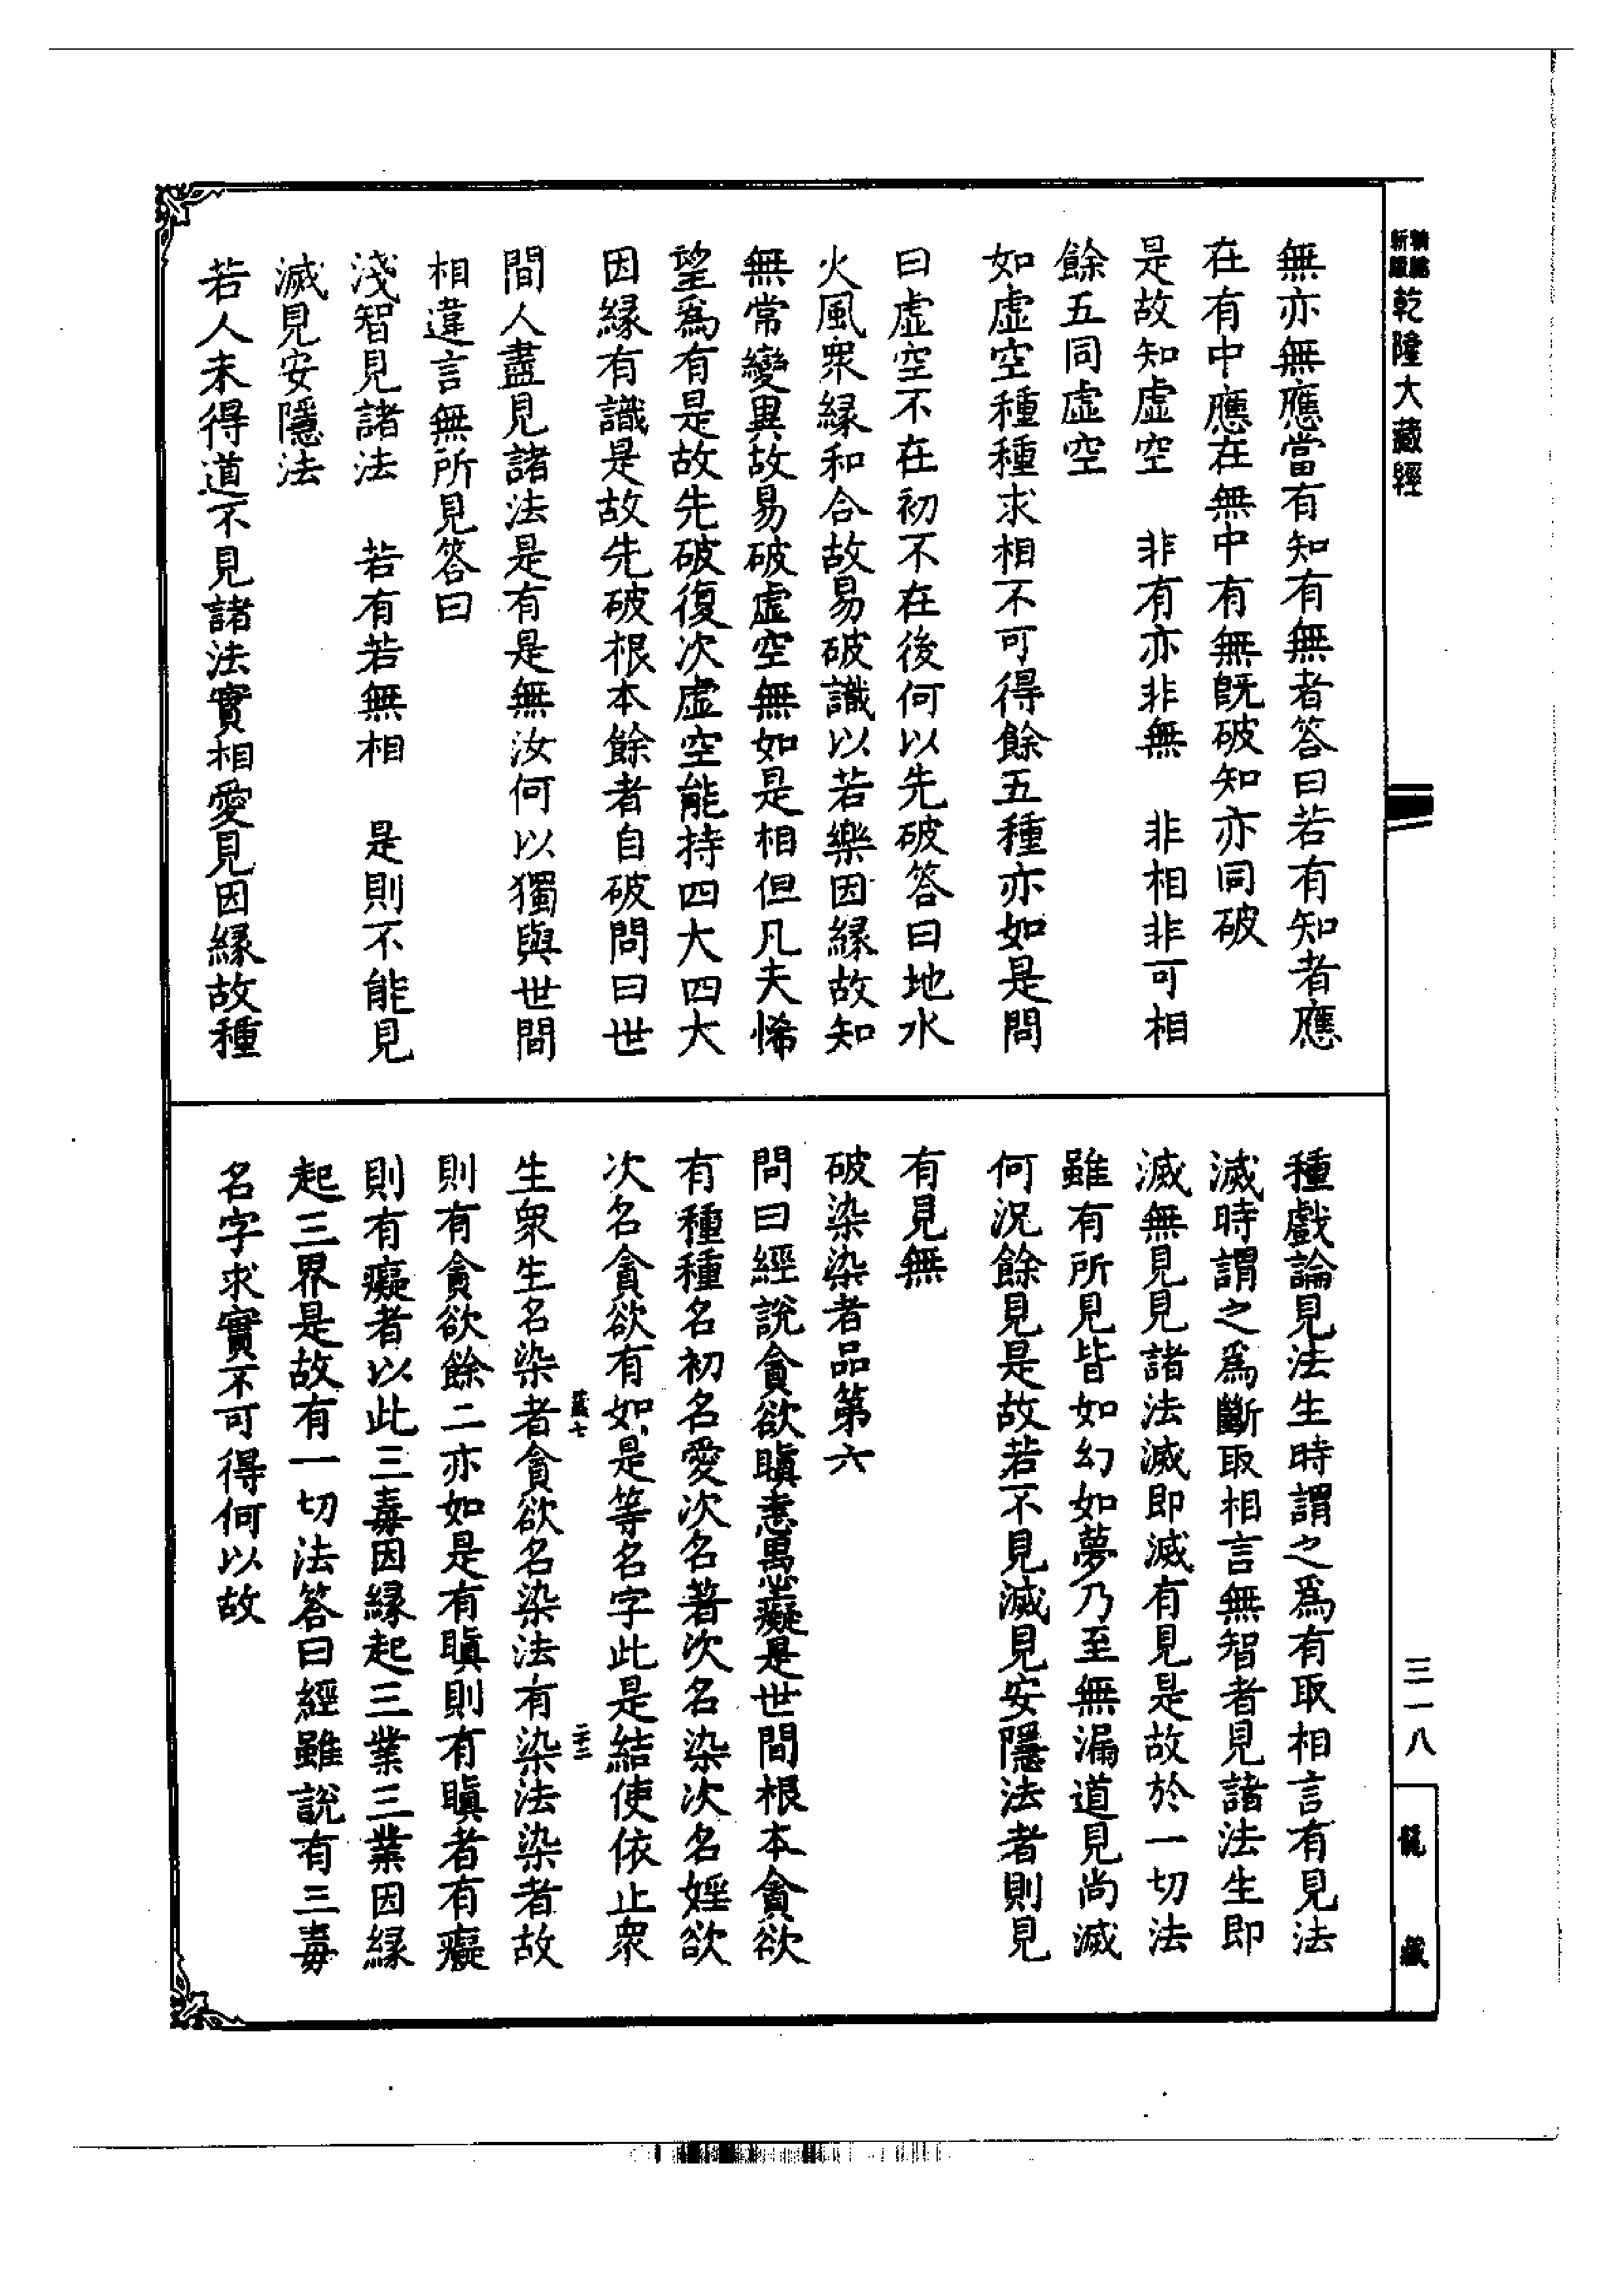 新版
乾隆大藏經
無亦無應當有知有無者答曰若有知者應
在有中應在無中有無既破知亦同破
是故知虛空　非有亦非無　非相非可相
餘五同虛空
如虛空種種求相不可得餘五種亦如是問
曰虛空不在初不在後何以先破答曰地水
火風衆緣和合故易破識以若樂因緣故知
無常變異故易破虛空無如是相但凡夫悕
望爲有是故先破復次虛空能持四大四大
因緣有識是故先破根本餘者自破問曰世
間人盡見諸法是有是無汝何以獨與世間
相違言無所見答曰
淺智見諸法　若有若無相　是則不能見
滅見安隱法
若人未得道不見諸法實相愛見因緣故種
種戲論見法生時謂之爲有取相言有見法
滅時謂之爲斷取相言無智者見諸法生即
滅無見見諸法滅即滅有見是故於一切法
雖有所見皆如幻如夢乃至無漏道見尚滅
何況餘見是故若不見滅見安隱法者則見
有見無
破染染者品第六
問曰經說貪欲瞋恚愚癡是世間根本貪欲
有種種名初名愛次名著次名染次名婬欲
次名貪欲有如是等名字此是結使依止衆
生衆生名染者貪欲名染法有染法染者故
則有貪欲餘二亦如是有瞋則有瞋者有癡
則有癡者以此三毒因緣起三業三業因緣
起三界是故有一切法答曰經雖說有三毒
名字求實不可得何以故
三一八
龍藏